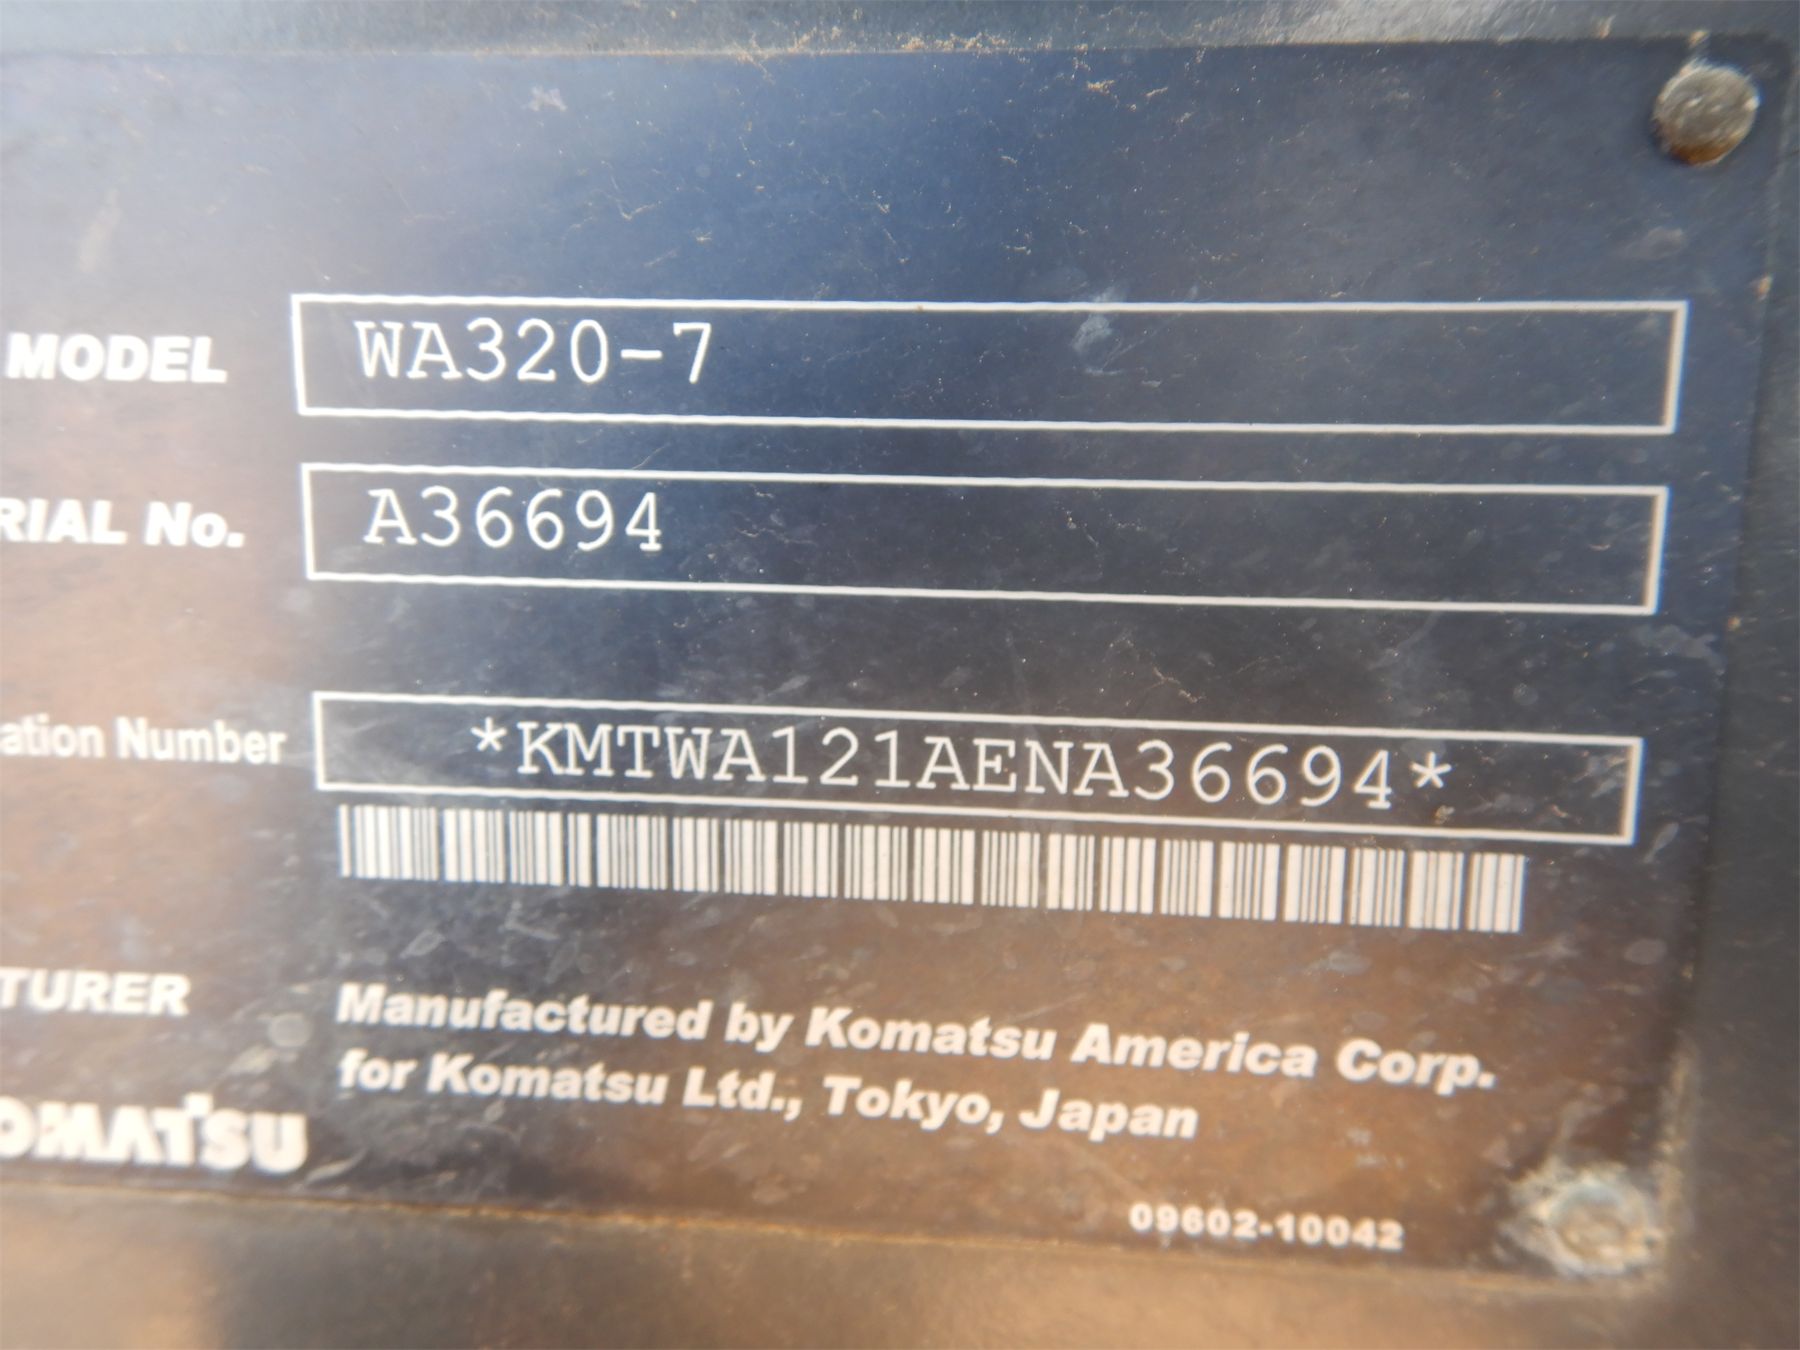 MODEL WA320-7
RIAL No. A36694
ation Number *KMTWA121AENA36694*
TURER Manufactured by Komatsu America Corp.
for Komatsu Ltd., Tokyo, Japan
OMATSU
09602-10042